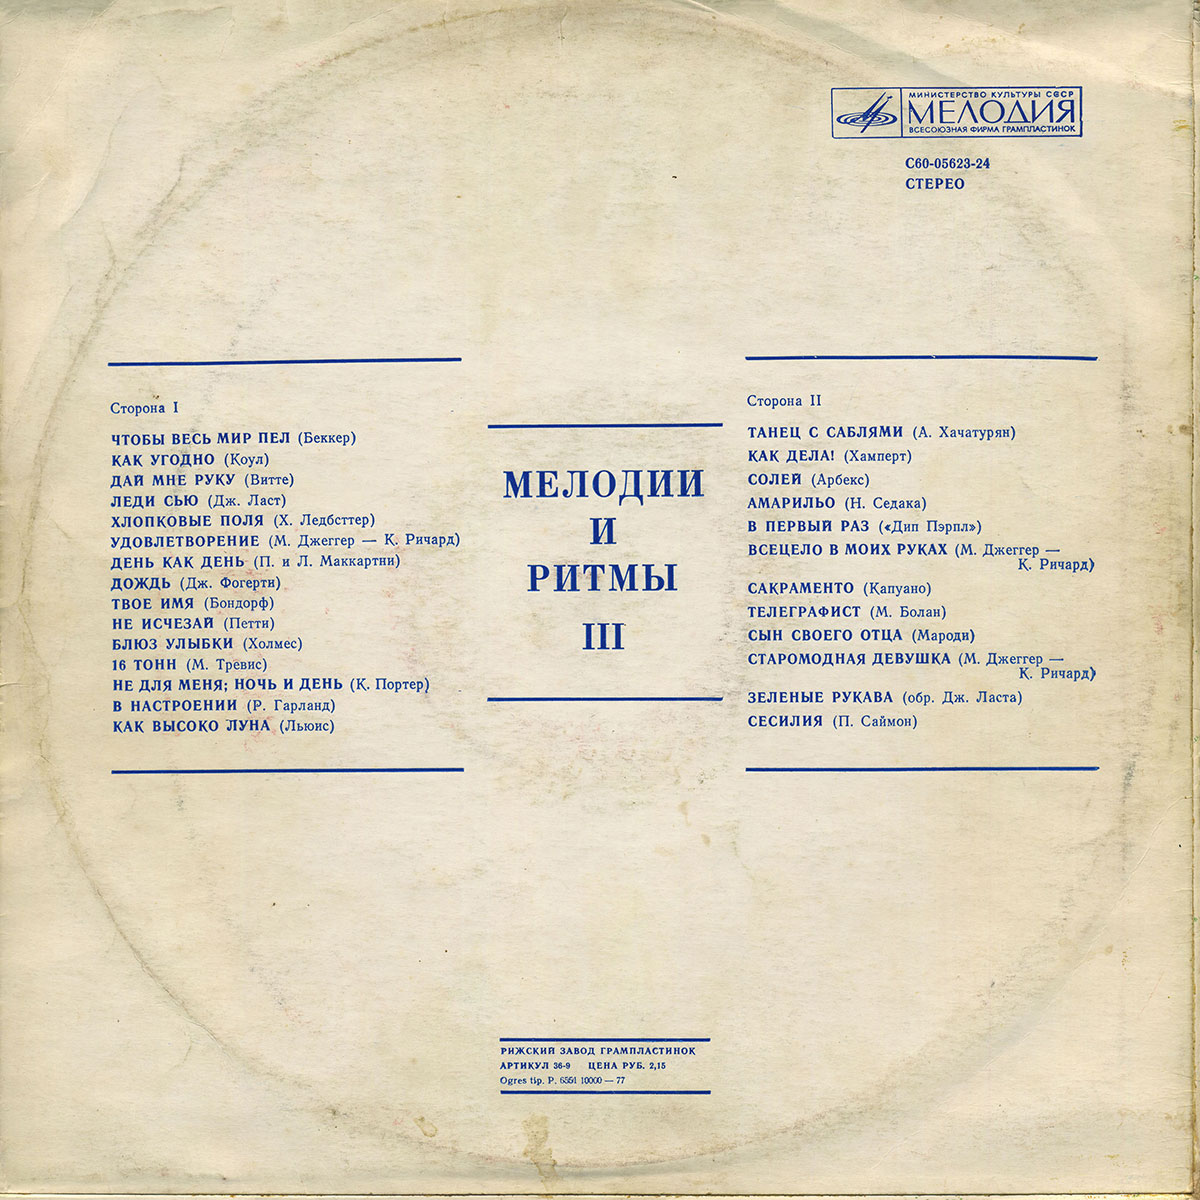 МИНИСТЕРСТВО КУЛЬТУРЫ СССР
МЕЛОДИЯ
ВСЕСОЮЗНАЯ ФИРМА ГРАМПЛАСТИНОК
С60-05623-24
СТЕРЕО
Сторона I
ЧТОБЫ ВЕСЬ МИР ПЕЛ (Беккер)
КАК УГОДНО (Коул)
ДАЙ МНЕ РУКУ (Витте)
ЛЕДИ СЬЮ (Дж. Ласт)
ХЛОПКОВЫЕ ПОЛЯ (Х. Ледбсттер)
УДОВЛЕТВОРЕНИЕ (М. Джеггер — К. Ричард)
ДЕНЬ КАК ДЕНЬ (П. и Л. Маккартни)
ДОЖДЬ (Дж. Фогерти)
ТВОЕ ИМЯ (Бондорф)
НЕ ИСЧЕЗАЙ (Петти)
БЛЮЗ УЛЫБКИ (Холмес)
16 ТОНН (М. Тревис)
НЕ ДЛЯ МЕНЯ; НОЧЬ И ДЕНЬ (К. Портер)
В НАСТРОЕНИИ (Р. Гарланд)
КАК ВЫСОКО ЛУНА (Льюис)
МЕЛОДИИ
И
РИТМЫ
III
Сторона II
ТАНЕЦ С САБЛЯМИ (А. Хачатурян)
КАК ДЕЛА! (Хамперт)
СОЛЕЙ (Арбекс)
АМАРИЛЬО (Н. Седака)
В ПЕРВЫЙ РАЗ («Дип Пэрпл»)
ВСЕЦЕЛО В МОИХ РУКАХ (М. Джеггер —
К. Ричард)
САКРАМЕНТО (Капуано)
ТЕЛЕГРАФИСТ (М. Болан)
СЫН СВОЕГО ОТЦА (Мароди)
СТАРОМОДНАЯ ДЕВУШКА (М. Джеггер —
К. Ричард)
ЗЕЛЕНЫЕ РУКАВА (обр. Дж. Ласта)
СЕСИЛИЯ (П. Саймон)
РИЖСКИЙ ЗАВОД ГРАМПЛАСТИНОК
АРТИКУЛ 36-9 ЦЕНА РУБ. 2,15
Ogres tip. P. 6551 10000 — 77